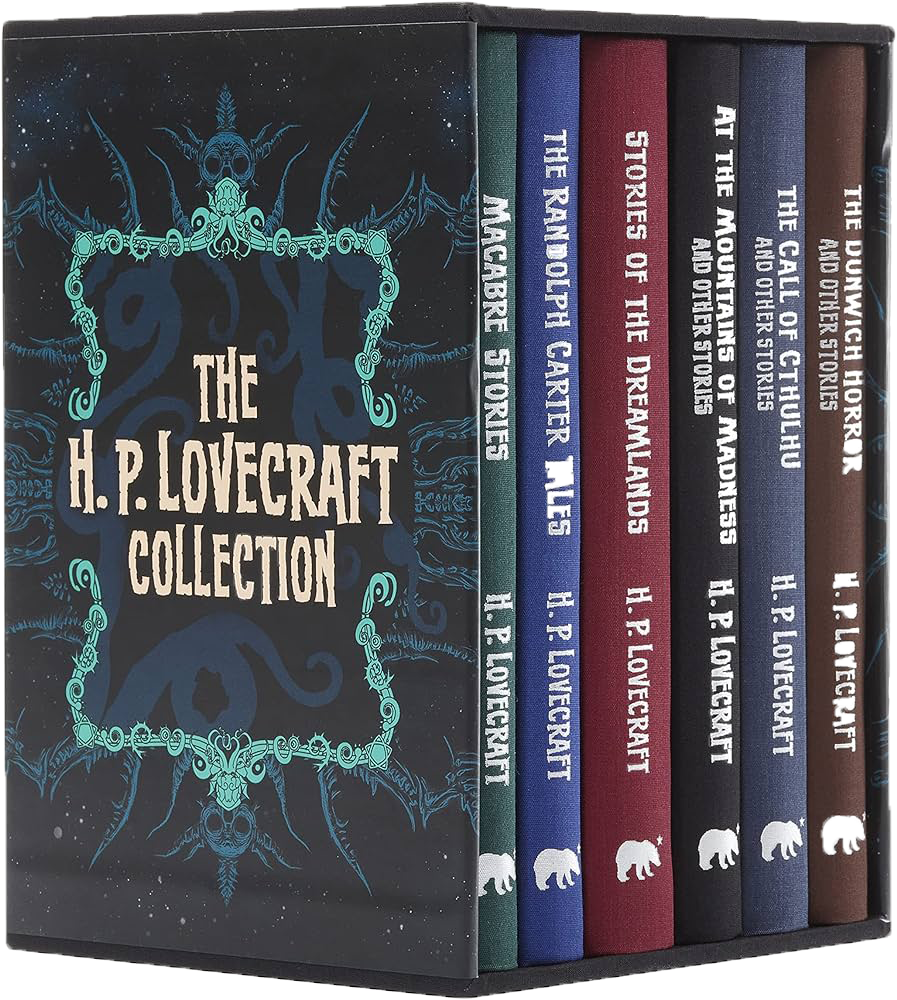 THE
H. P. LOVECRAFT
COLLECTION
MACABRE STORIES
H. P. LOVECRAFT
THE RANDOLPH CARTER TALES
H. P. LOVECRAFT
STORIES OF THE DREAMLANDS
H. P. LOVECRAFT
AT THE MOUNTAINS OF MADNESS
AND OTHER STORIES
H. P. LOVECRAFT
THE CALL OF CTHULHU
AND OTHER STORIES
H. P. LOVECRAFT
THE DUNWICH HORROR
AND OTHER STORIES
H. P. LOVECRAFT